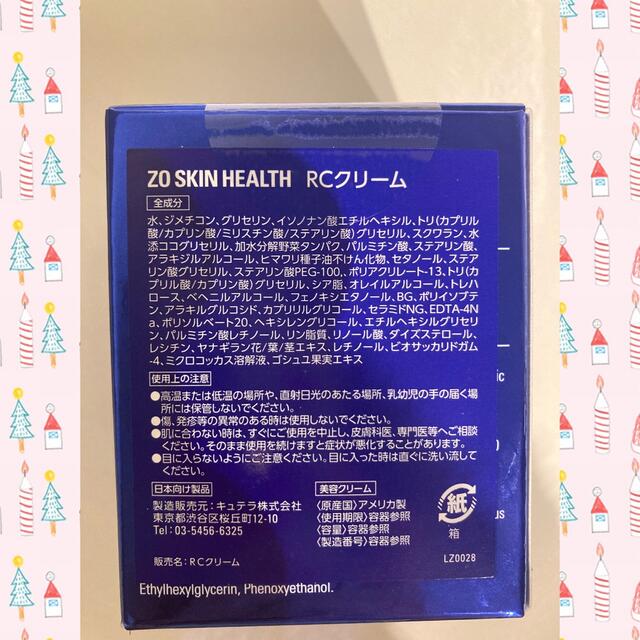 ZO SKIN HEALTH RCクリーム
全成分
水、ジメチコン、グリセリン、イソノナン酸エチルヘキシル、トリ(カプリル
酸/カプリン酸/ミリスチン酸/ステアリン酸)グリセリル、スクワラン、水
添ココグリセリル、加水分解野菜タンパク、パルミチン酸、ステアリン酸、
アラキジルアルコール、ヒマワリ種子油不けん化物、セタノール、ステア
リン酸グリセリル、ステアリン酸PEG-100,、ポリアクリレート-13、トリ(カ
プリル酸/カプリン酸)グリセリル、シア脂、オレイルアルコール、トレハ
ロース、ベヘニルアルコール、フェノキシエタノール、BG、ポリイソブテ
ン、アラキルグルコシド、カプリリルグリコール、セラミドNG、EDTA-4N
a、ポリソルベート20、ヘキシレングリコール、エチルヘキシルグリセリ
ン、パルミチン酸レチノール、リン脂質、リノール酸、ダイズステロール、
レシチン、ヤナギラン花/葉/茎エキス、レチノール、ビオサッカリドガム
-4、ミクロコッカス溶解液、ゴシュユ果実エキス
使用上の注意
●高温または低温の場所や、直射日光のあたる場所、乳幼児の手の届く場
所には保管しないでください。
●傷、発疹等の異常のある時は使用しないでください。
●肌に合わない時は、すぐにご使用を中止し、皮膚科医、専門医等へご相談
ください。そのまま使用を続けますと症状が悪化することがあります。
●目に入らないようにご注意ください。目に入った時は直ぐに洗い流して
ください。
日本向け製品
製造販売元:キュテラ株式会社
東京都渋谷区桜丘町12-10
Tel:03-5456-6325
販売名:RCクリーム
美容クリーム
<原産国>アメリカ製
<使用期限>容器参照
<容量>容器参照
<製造番号>容器参照
紙
箱
LZ0028
ic
us
Ethylhexylglycerin, Phenoxyethanol.